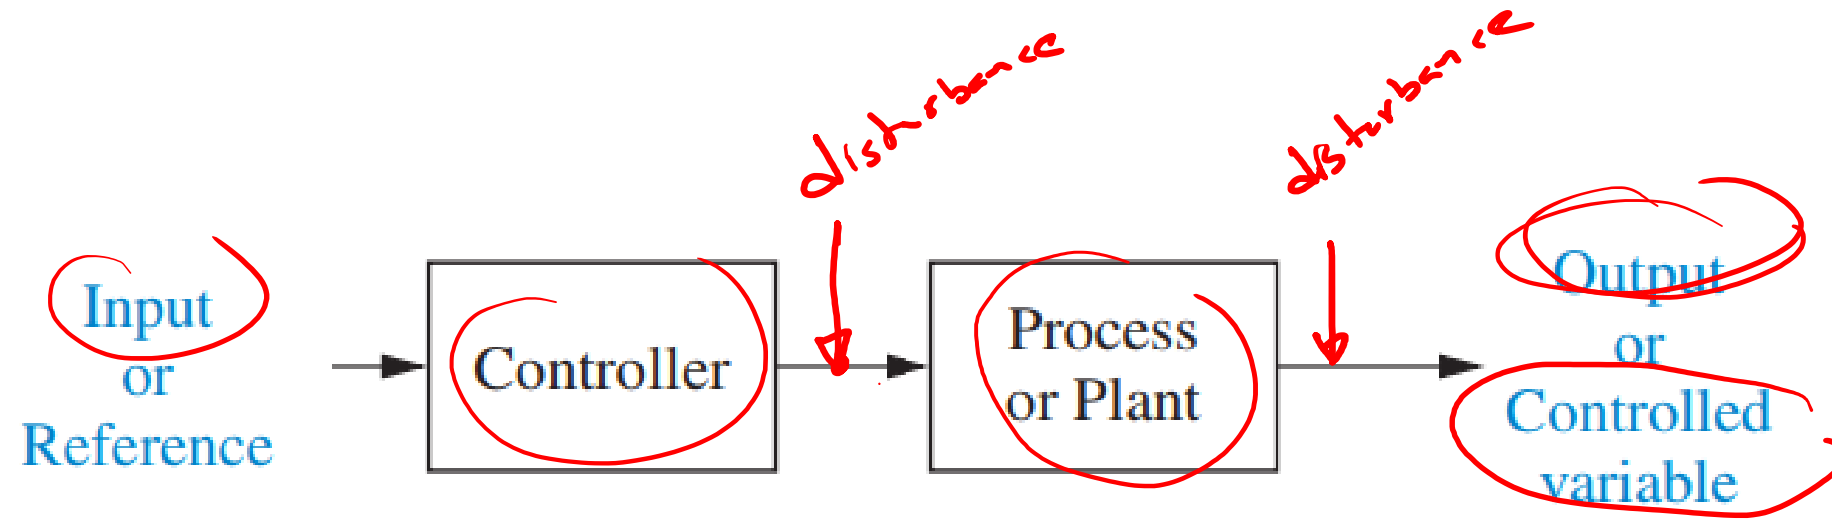 disturbance
disturbance
Input
or
Reference
Controller
Process
or Plant
Output
or
Controlled
variable